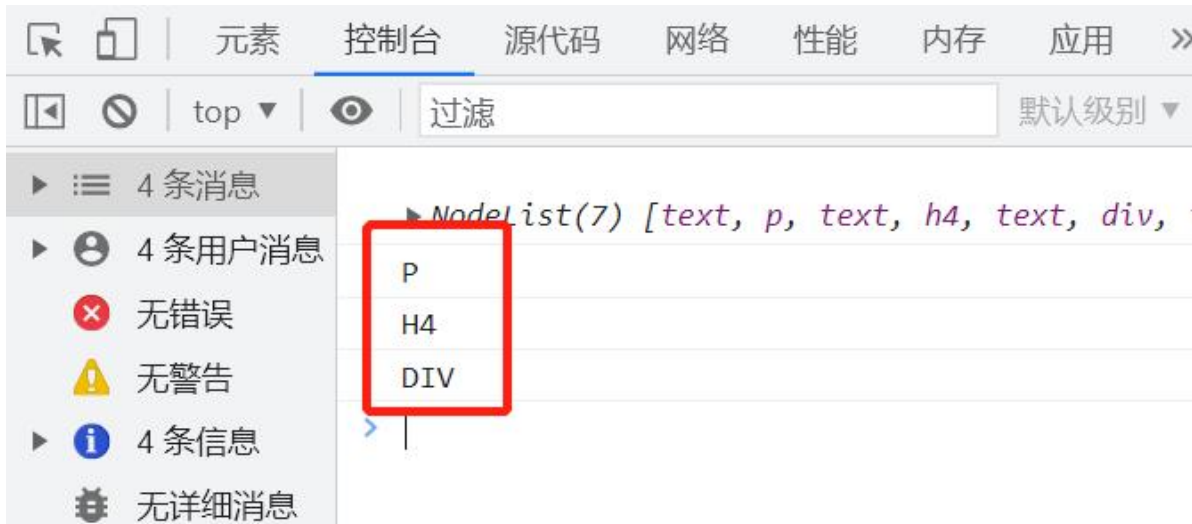 元素 控制台 源代码 网络 性能 内存 应用 »
top ▼ 过滤 默认级别 ▼
4 条消息
NodeList(7) [text, p, text, h4, text, div,
4 条用户消息
P
无错误
H4
无警告
DIV
4 条信息
>
无详细消息